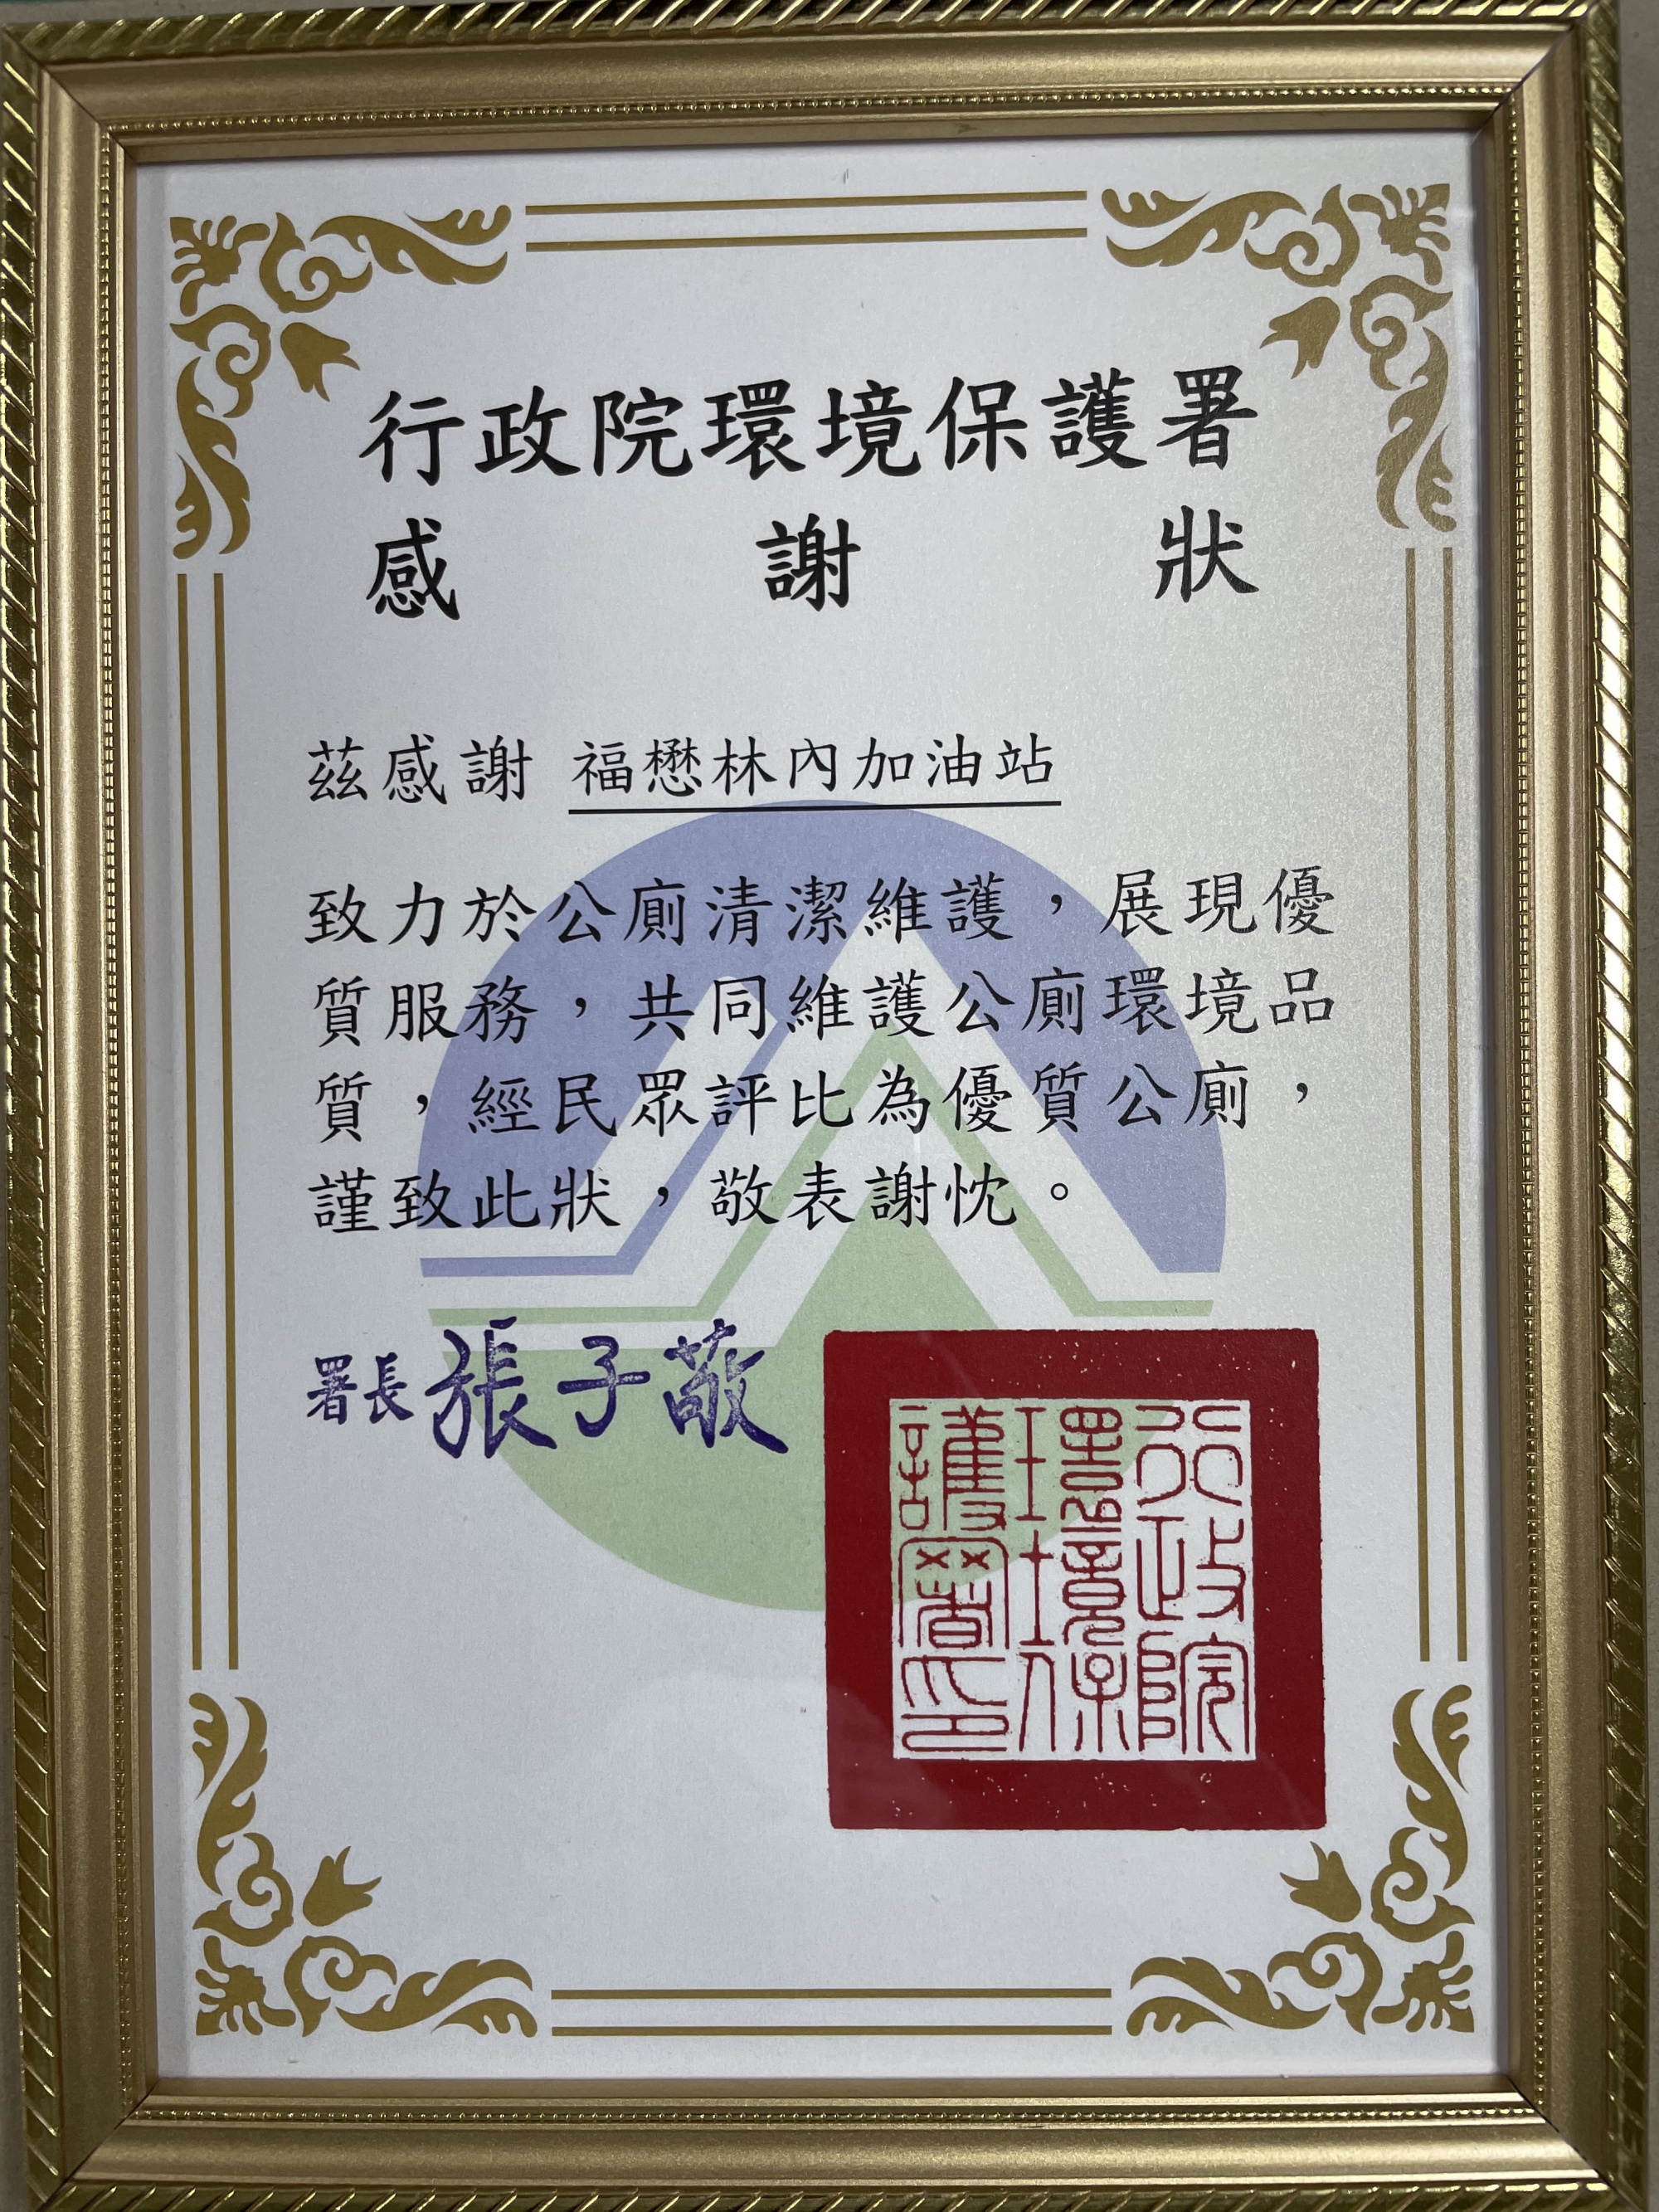 行政院環境保護署
感謝狀
茲感謝 福懋林內加油站
致力於公廁清潔維護，展現優
質服務，共同維護公廁環境品
質，經民眾評比為優質公廁，
謹致此狀，敬表謝忱。
署長 張子敬
行政院
環境保
護署印